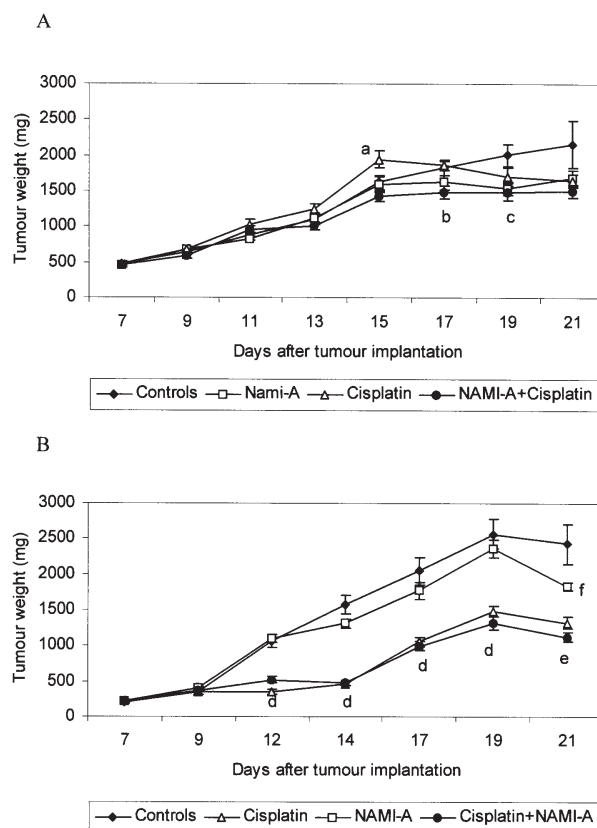 A
3000
2500
2000
1500
1000
500
0
Tumour weight (mg)
a
b
c
7 9 11 13 15 17 19 21
Days after tumour implantation
Controls Nami-A Cisplatin NAMI-A+Cisplatin
B
3000
2500
2000
1500
1000
500
0
Tumour weight (mg)
f
d d d d e
7 9 12 14 17 19 21
Days after tumour implantation
Controls Cisplatin NAMI-A Cisplatin+NAMI-A